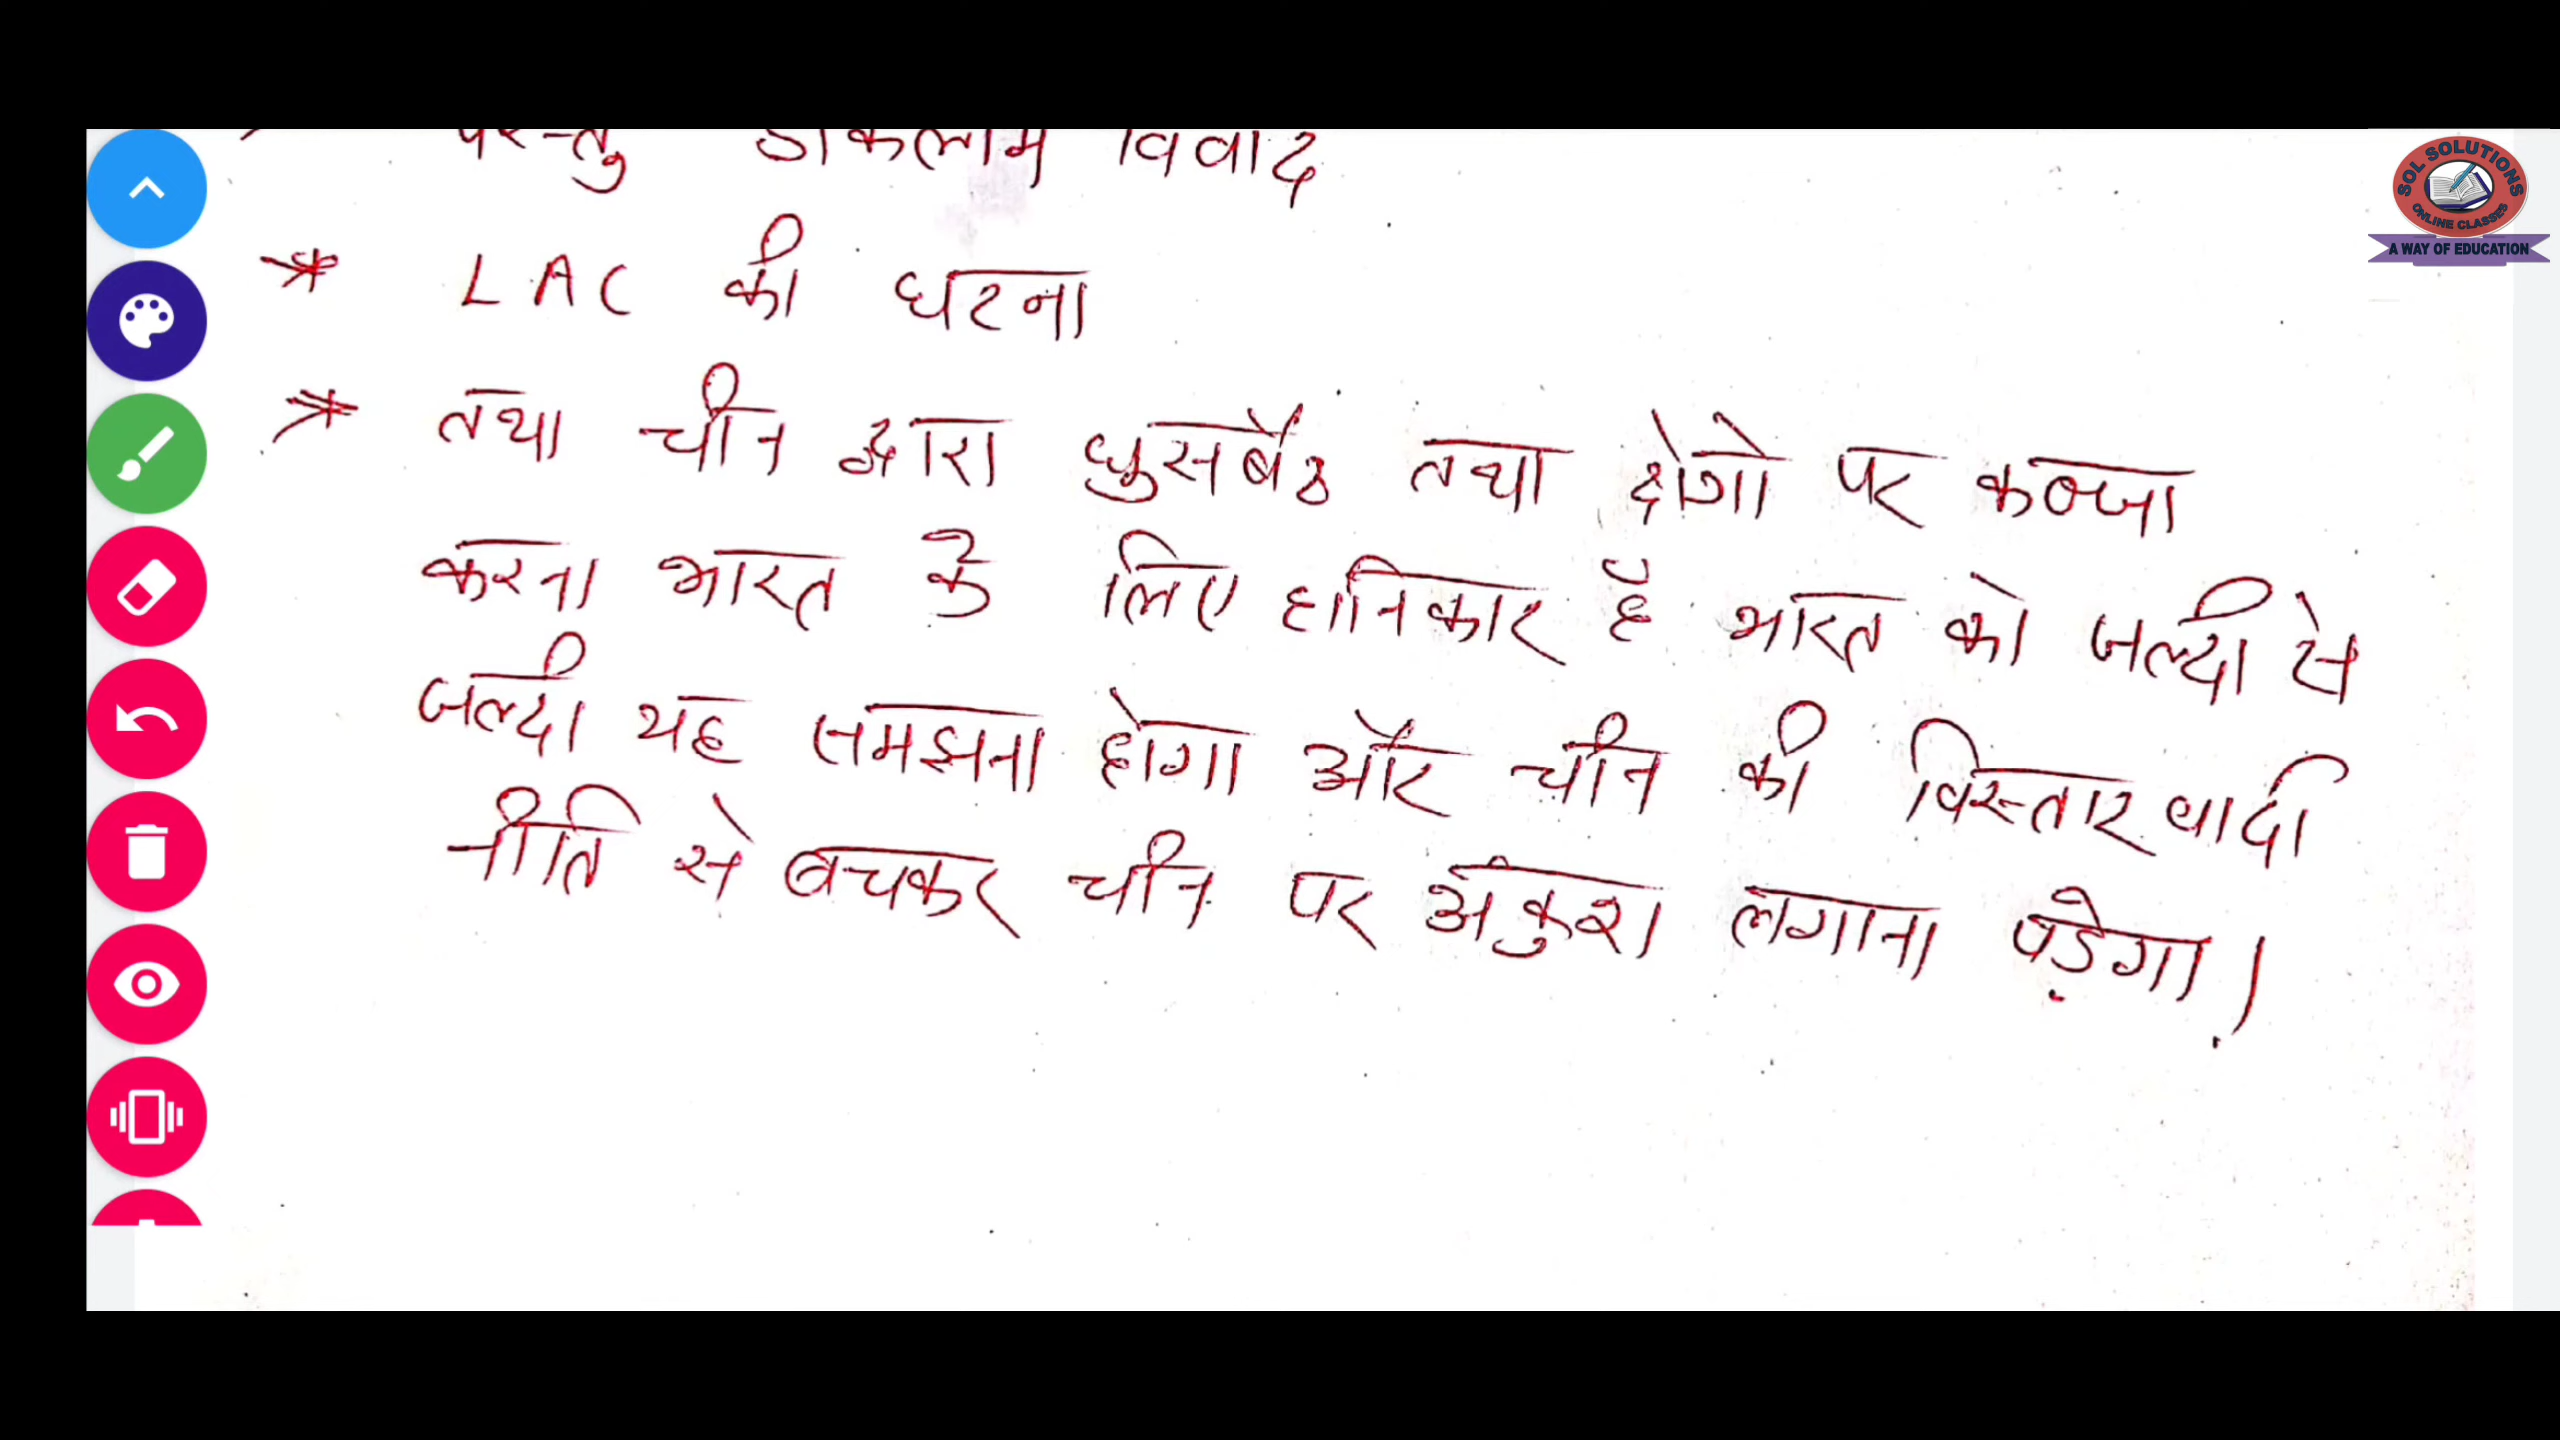 परन्तु डोकलाम विवाद
SOL SOLUTIONS
ONLINE CLASSES
A WAY OF EDUCATION
* LAC की घटना
* तथा चीन द्वारा घुसबैठ तथा क्षेत्रो पर कब्जा
करना भारत के लिए हानिकार है भारत को जल्दी से
जल्दी यह समझना होगा और चीन की विस्तारवादी
नीति से बचकर चीन पर अंकुश लगाना पड़ेगा।